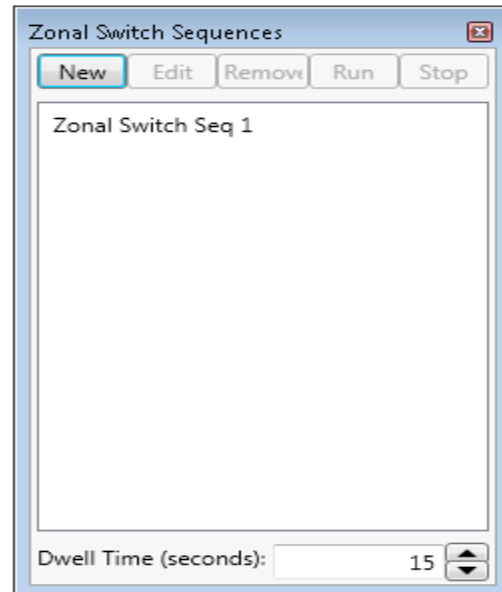 Zonal Switch Sequences
New Edit Remove Run Stop
Zonal Switch Seq 1
Dwell Time (seconds): 15